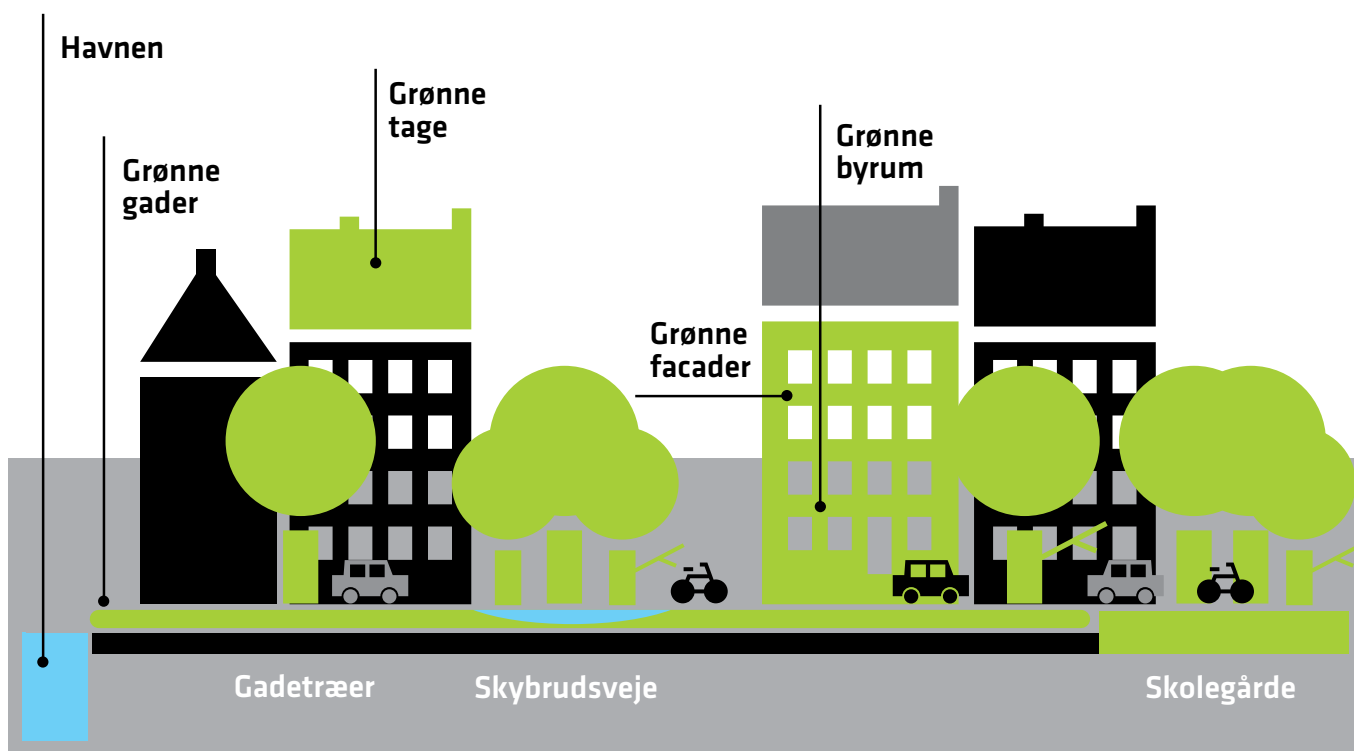 Havnen
Grønne
tage
Grønne
byrum
Grønne
gader
Grønne
facader
Gadetræer
Skybrudsveje
Skolegårde